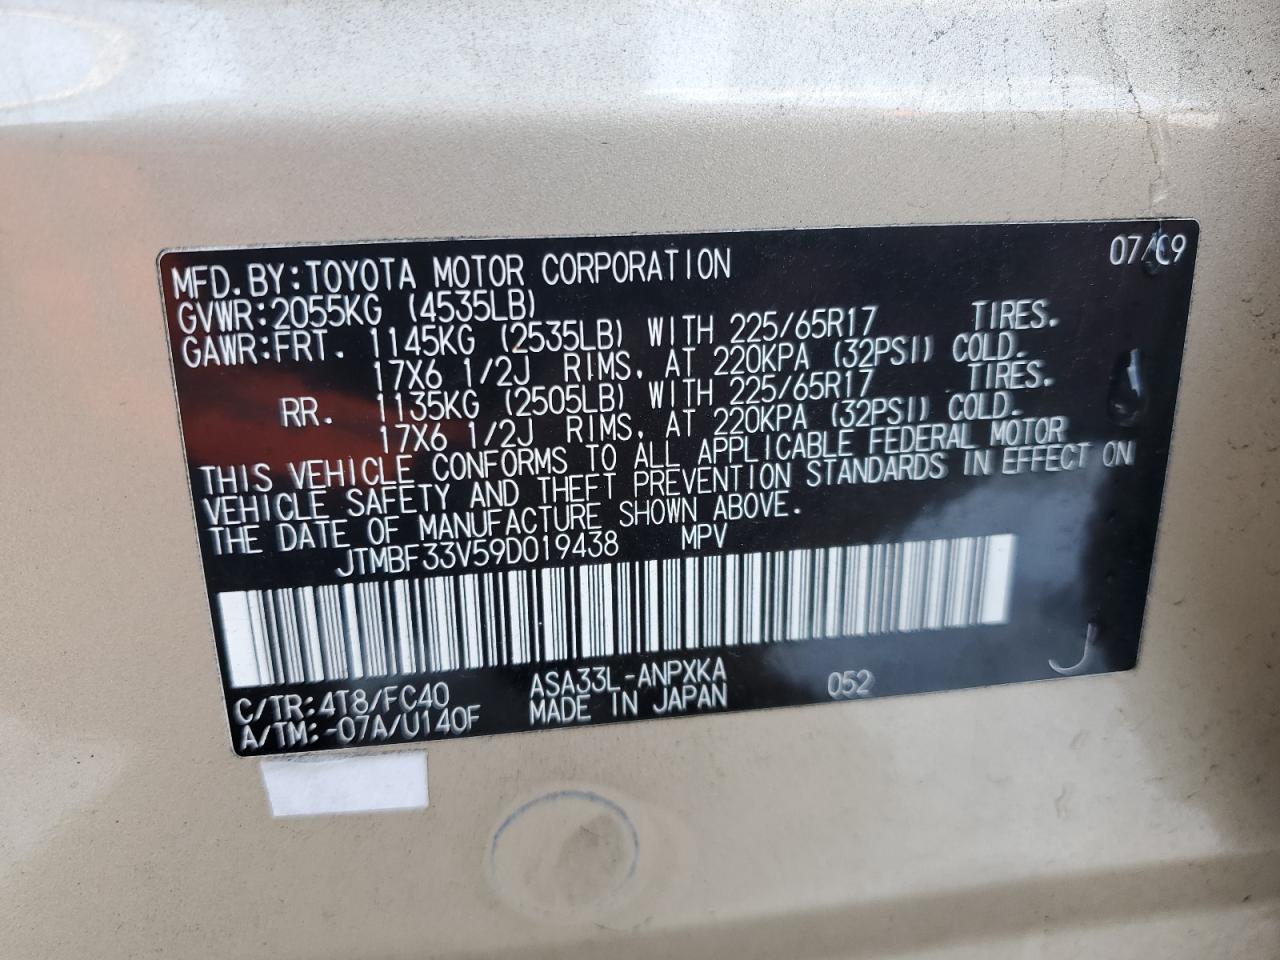 07/09
MFD. BY: TOYOTA MOTOR CORPORATION
GVWR: 2055KG (4535LB)
GAWR: FRT. 1145KG (2535LB) WITH 225/65R17 TIRES.
17X6 1/2J RIMS, AT 220KPA (32PSI) COLD.
RR. 1135KG (2505LB) WITH 225/65R17 TIRES.
17X6 1/2J RIMS, AT 220KPA (32PSI) COLD.
THIS VEHICLE CONFORMS TO ALL APPLICABLE FEDERAL MOTOR
VEHICLE SAFETY AND THEFT PREVENTION STANDARDS IN EFFECT ON
THE DATE OF MANUFACTURE SHOWN ABOVE.
JTMBF33V59D019438 MPV
C/TR: 4T8/FC40 ASA33L-ANPXKA 052 J
A/TM: -07A/U140F MADE IN JAPAN